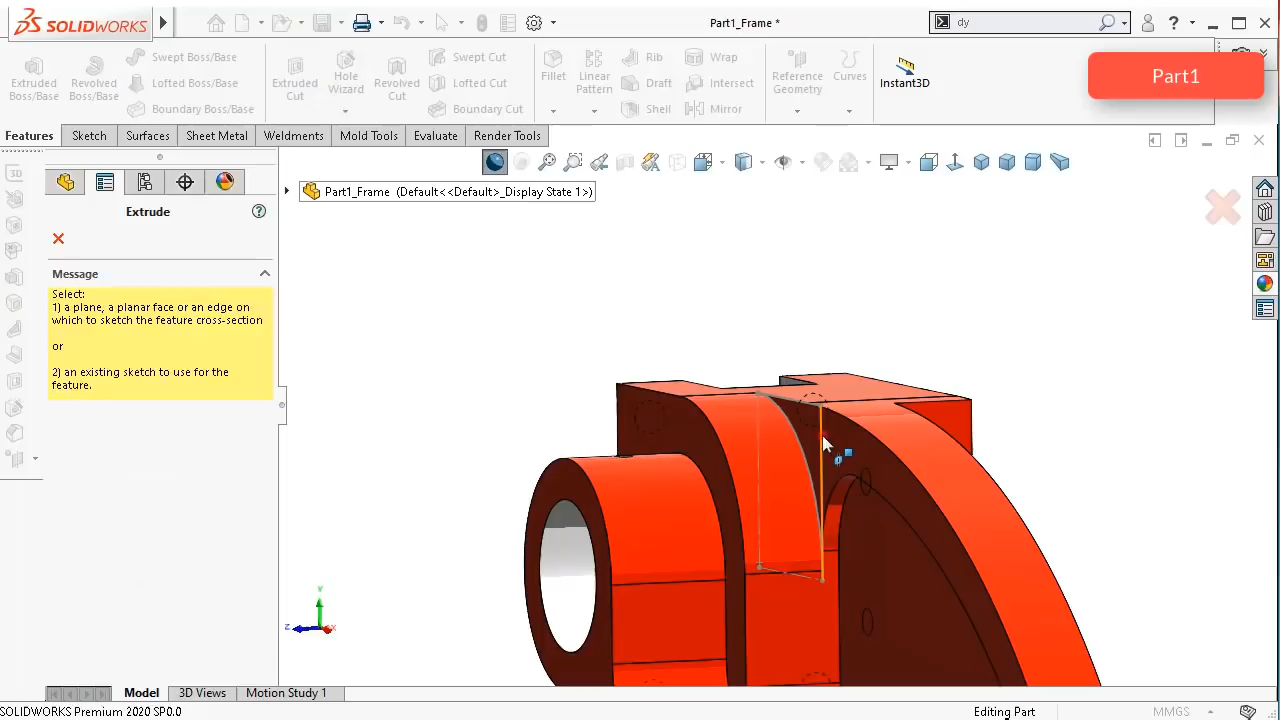 SOLIDWORKS
Part1_Frame *
dy
Part1
Extruded Boss/Base
Revolved Boss/Base
Swept Boss/Base
Lofted Boss/Base
Boundary Boss/Base
Extruded Cut
Hole Wizard
Revolved Cut
Swept Cut
Lofted Cut
Boundary Cut
Fillet
Linear Pattern
Rib
Draft
Shell
Wrap
Intersect
Mirror
Reference Geometry
Curves
Instant3D
Features
Sketch
Surfaces
Sheet Metal
Weldments
Mold Tools
Evaluate
Render Tools
Part1_Frame (Default<<Default>_Display State 1>)
Extrude
Message
Select:
1) a plane, a planar face or an edge on
which to sketch the feature cross-section
or
2) an existing sketch to use for the
feature.
Y
Z
X
Model
3D Views
Motion Study 1
SOLIDWORKS Premium 2020 SP0.0
Editing Part
MMGS